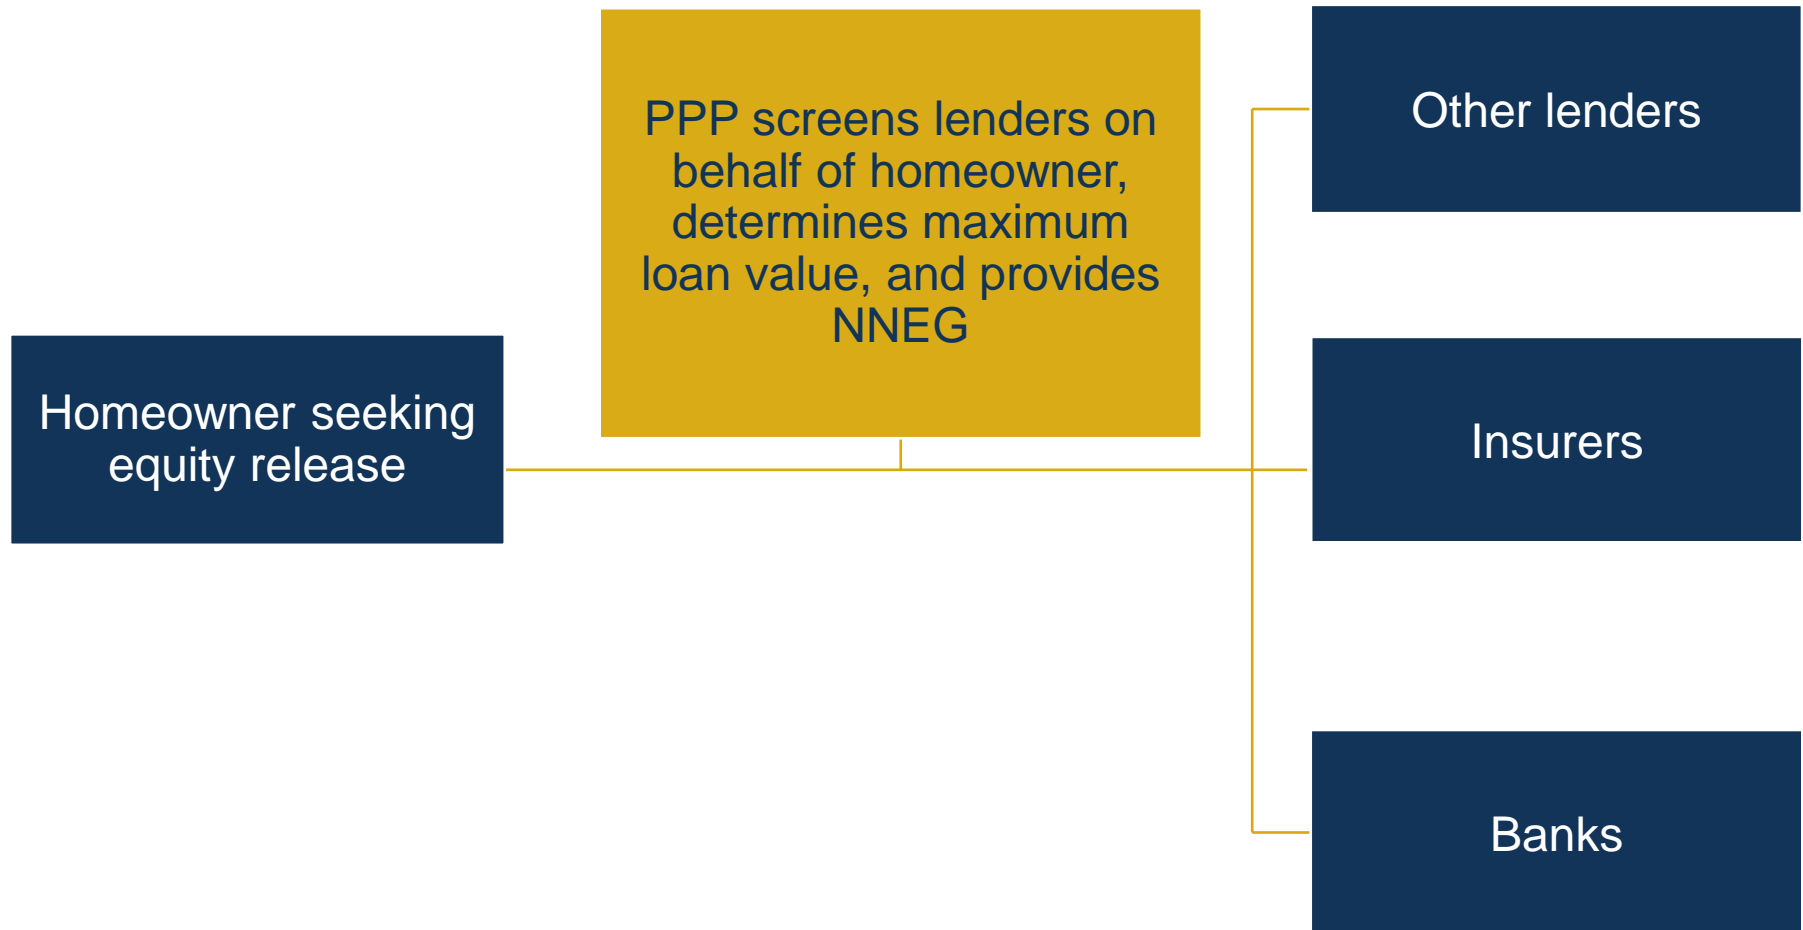 Homeowner seeking
equity release
PPP screens lenders on
behalf of homeowner,
determines maximum
loan value, and provides
NNEG
Other lenders
Insurers
Banks